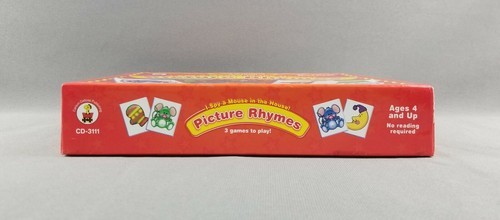 I Spy a Mouse in the House!
Picture Rhymes
3 games to play!
CD-3111
Ages 4
and Up
No reading
required